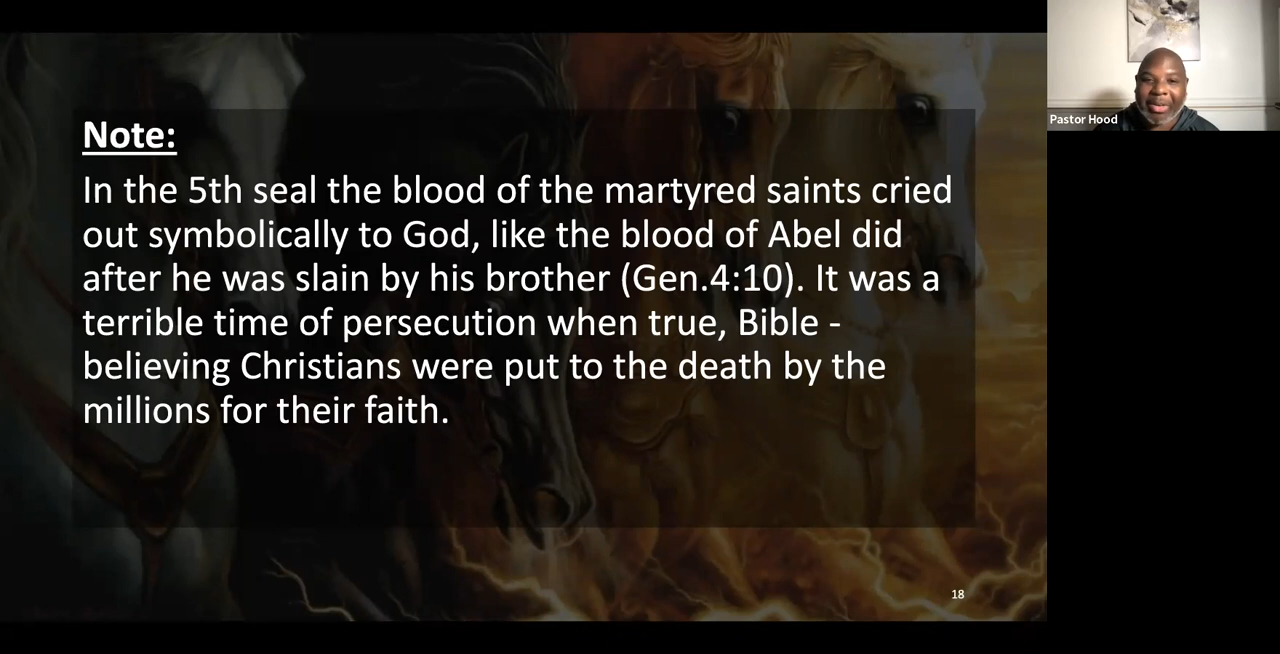 Note:
In the 5th seal the blood of the martyred saints cried
out symbolically to God, like the blood of Abel did
after he was slain by his brother (Gen.4:10). It was a
terrible time of persecution when true, Bible -
believing Christians were put to the death by the
millions for their faith.
18
Pastor Hood